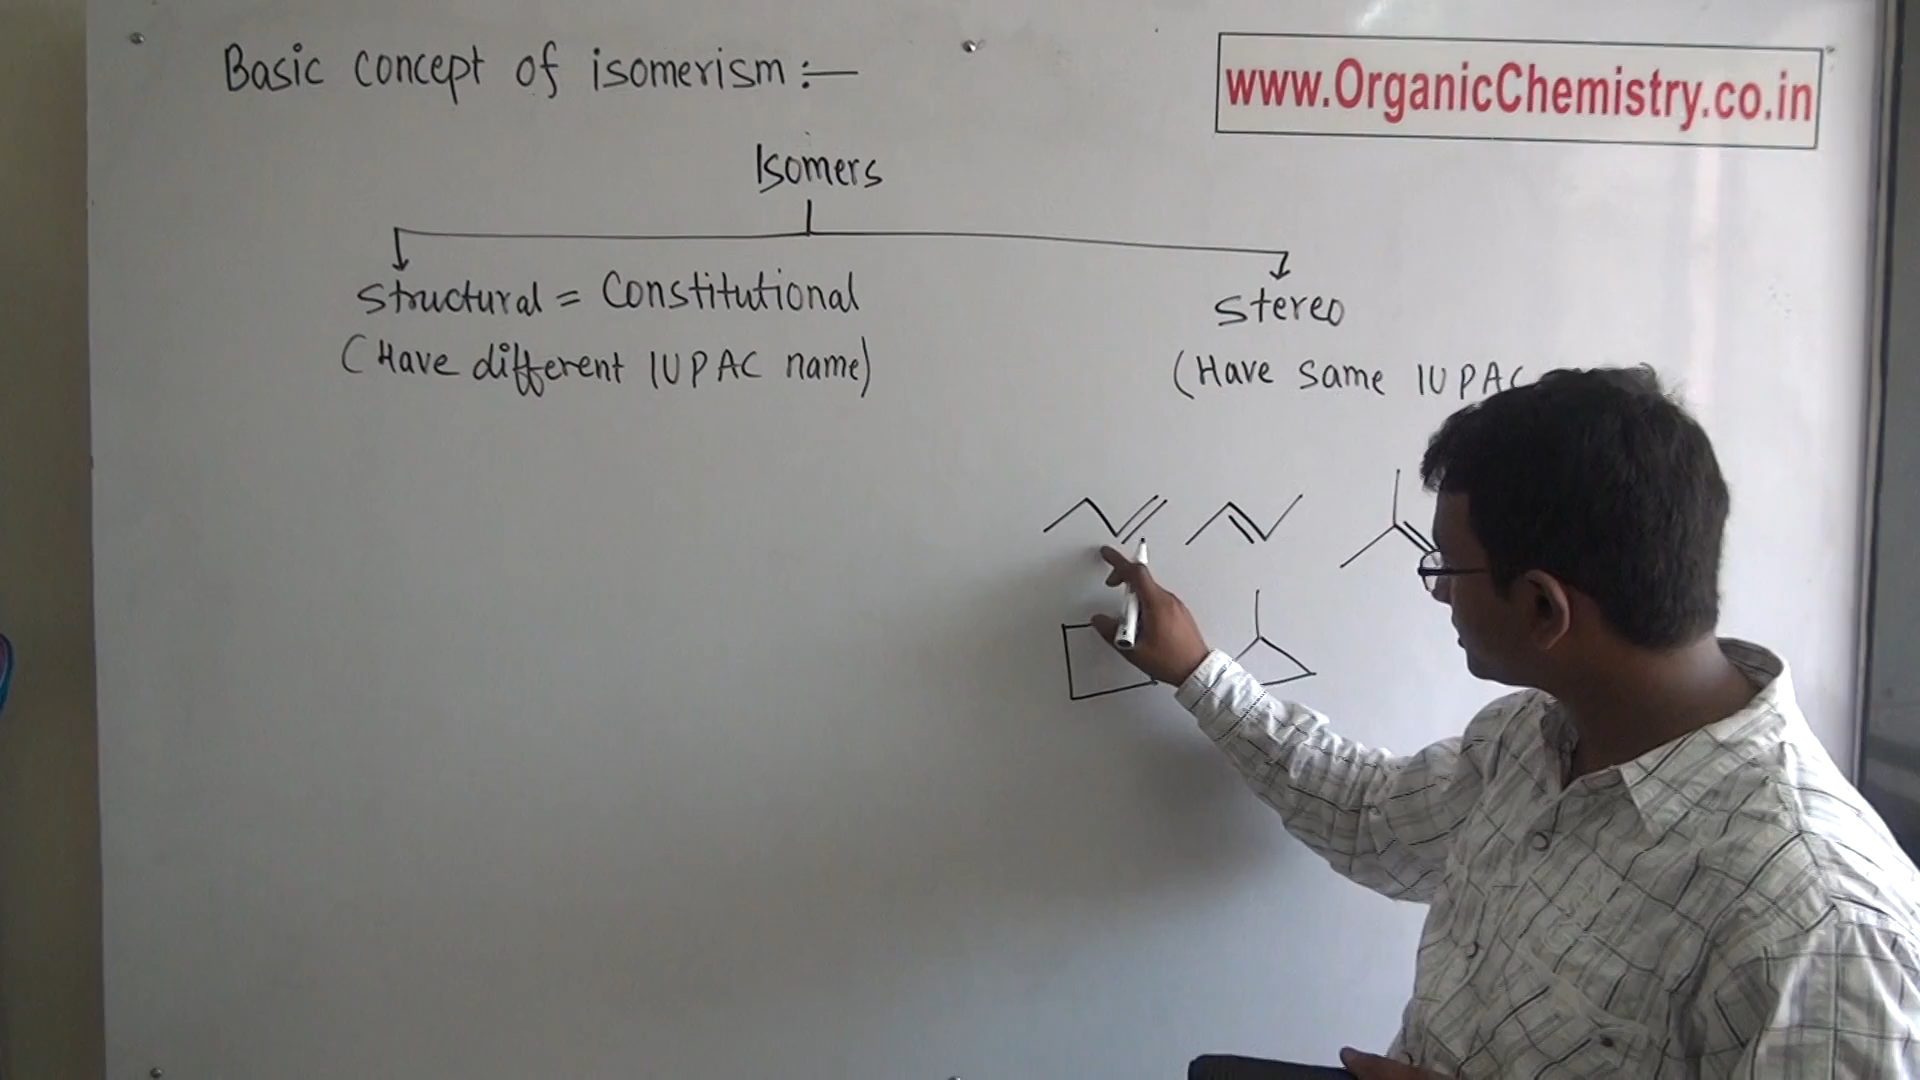 Basic concept of isomerism :—
www.OrganicChemistry.co.in
Isomers
Structural = Constitutional
Stereo
(Have different IUPAC name)
(Have same IUPAC